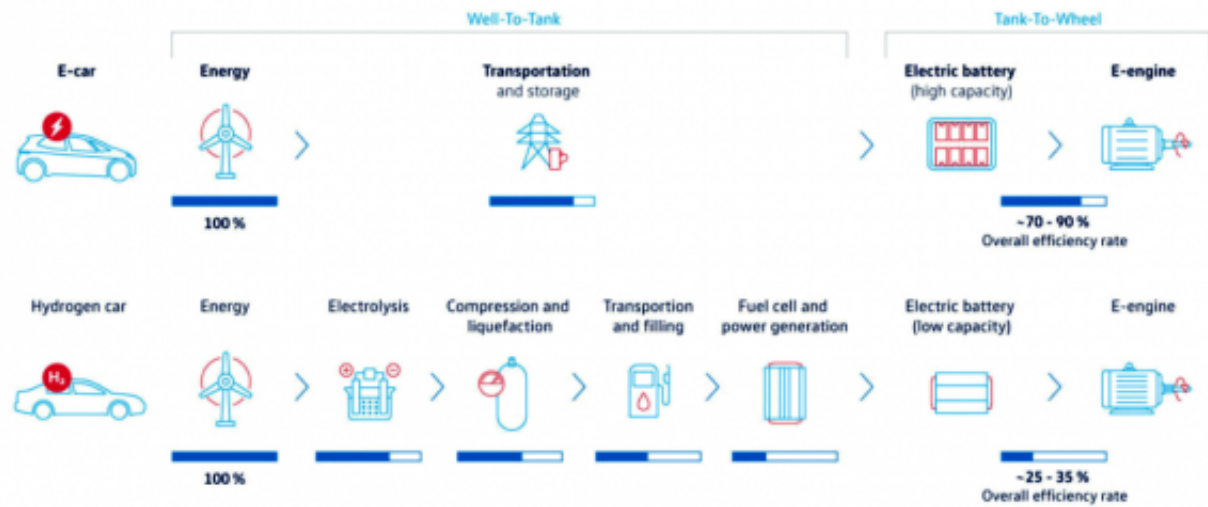 Well-To-Tank
Tank-To-Wheel
E-car
Energy
Transportation
and storage
Electric battery
(high capacity)
E-engine
100 %
~70 - 90 %
Overall efficiency rate
Hydrogen car
Energy
Electrolysis
Compression and
liquefaction
Transportion
and filling
Fuel cell and
power generation
Electric battery
(low capacity)
E-engine
H₂
100 %
~25 - 35 %
Overall efficiency rate